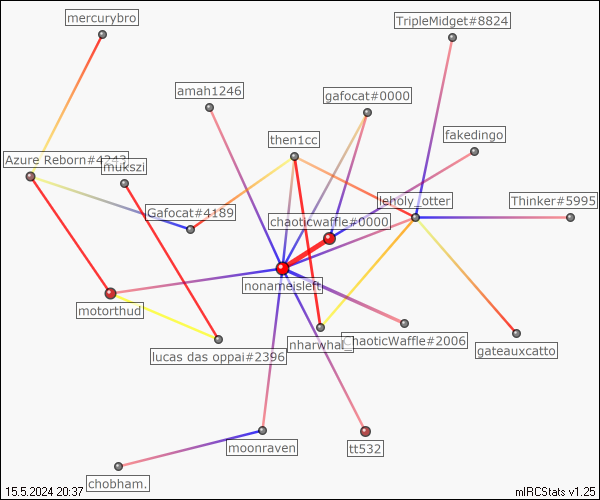 mercurybro
TripleMidget#8824
amah1246
gafocat#0000
fakedingo
then1cc
Azure Reborn#4243
mukszi
leholy_otter
Thinker#5995
Gafocat#4189
chaoticwaffle#0000
nonameisleft
motorthud
nharwhal_
ChaoticWaffle#2006
lucas das oppai#2396
gateauxcatto
moonraven
tt532
chobham.
15.5.2024 20:37
mIRCStats v1.25